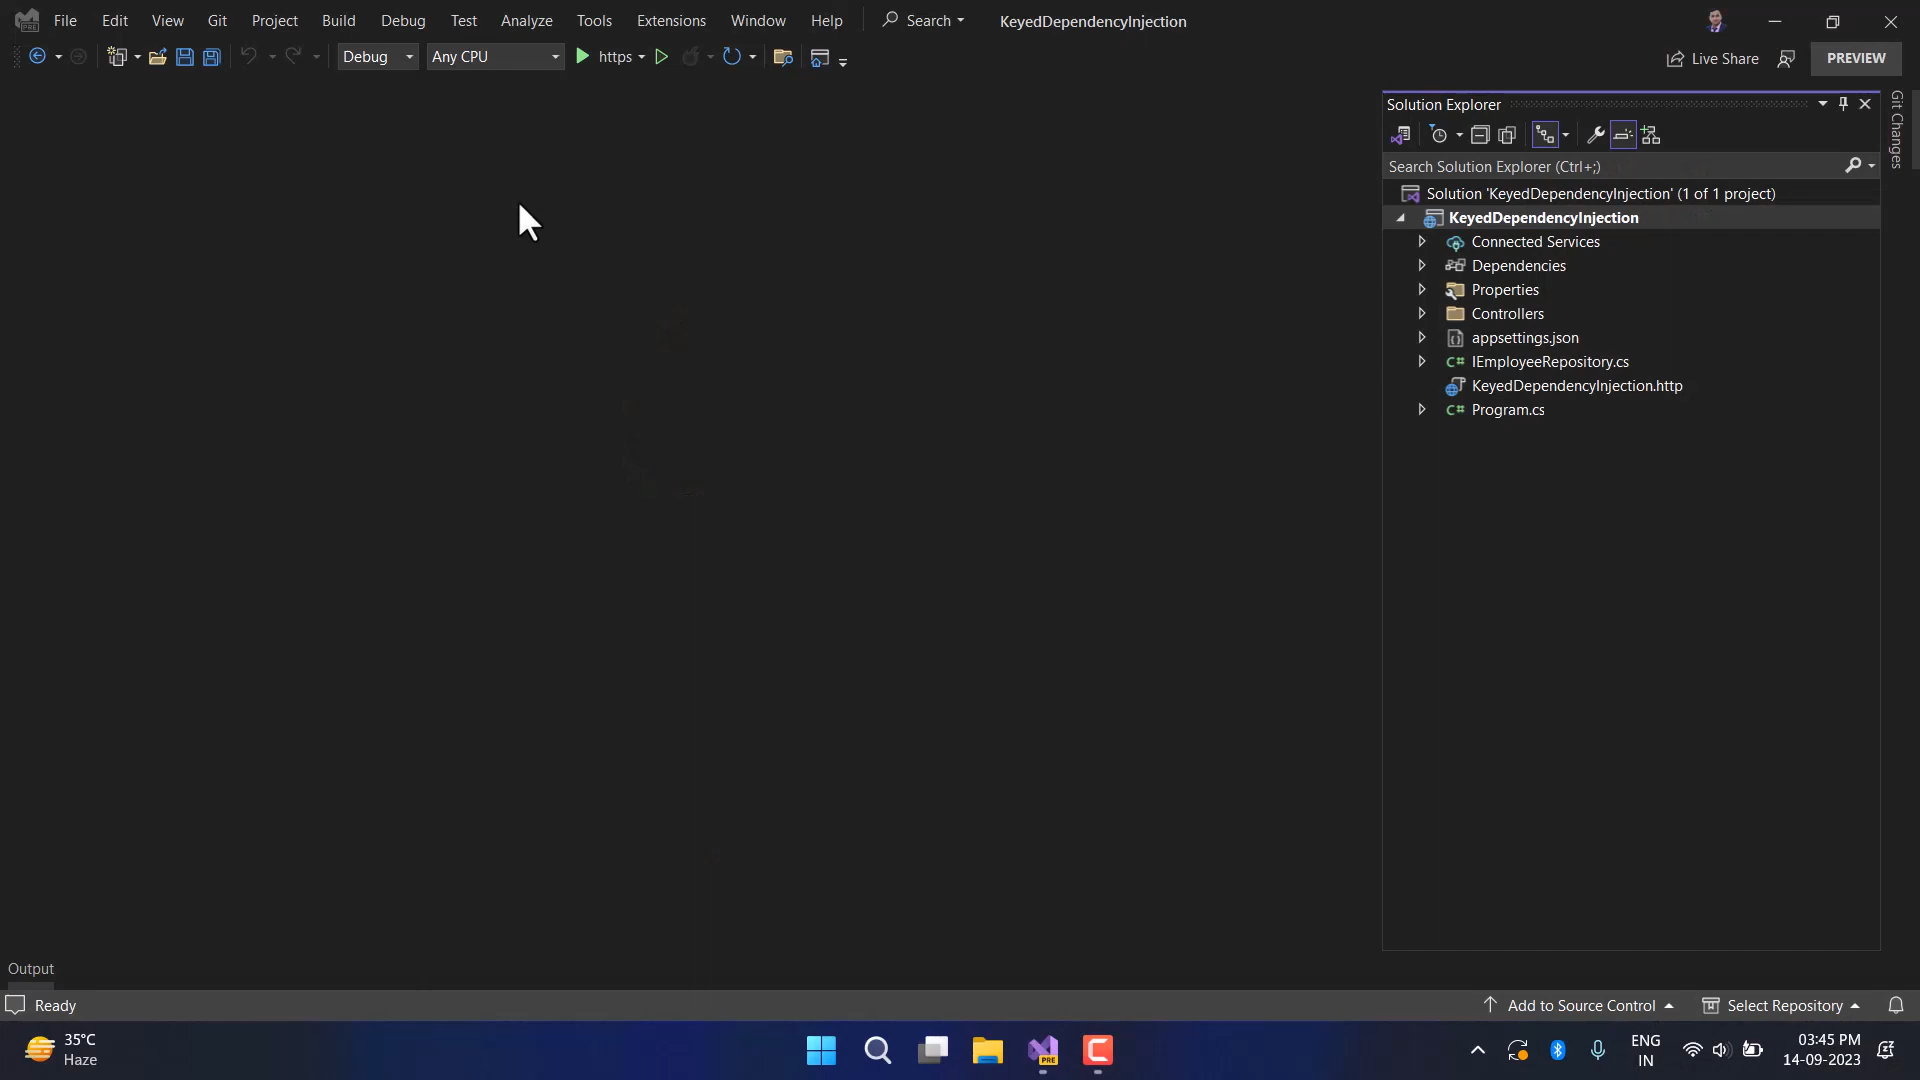 File Edit View Git Project Build Debug Test Analyze Tools Extensions Window Help Search KeyedDependencyInjection
Debug Any CPU https Live Share PREVIEW
Solution Explorer
Search Solution Explorer (Ctrl+;)
Solution 'KeyedDependencyInjection' (1 of 1 project)
KeyedDependencyInjection
Connected Services
Dependencies
Properties
Controllers
appsettings.json
C# IEmployeeRepository.cs
KeyedDependencyInjection.http
C# Program.cs
Git Changes
Output
Ready Add to Source Control Select Repository
35°C
Haze
PRE
ENG
IN
03:45 PM
14-09-2023